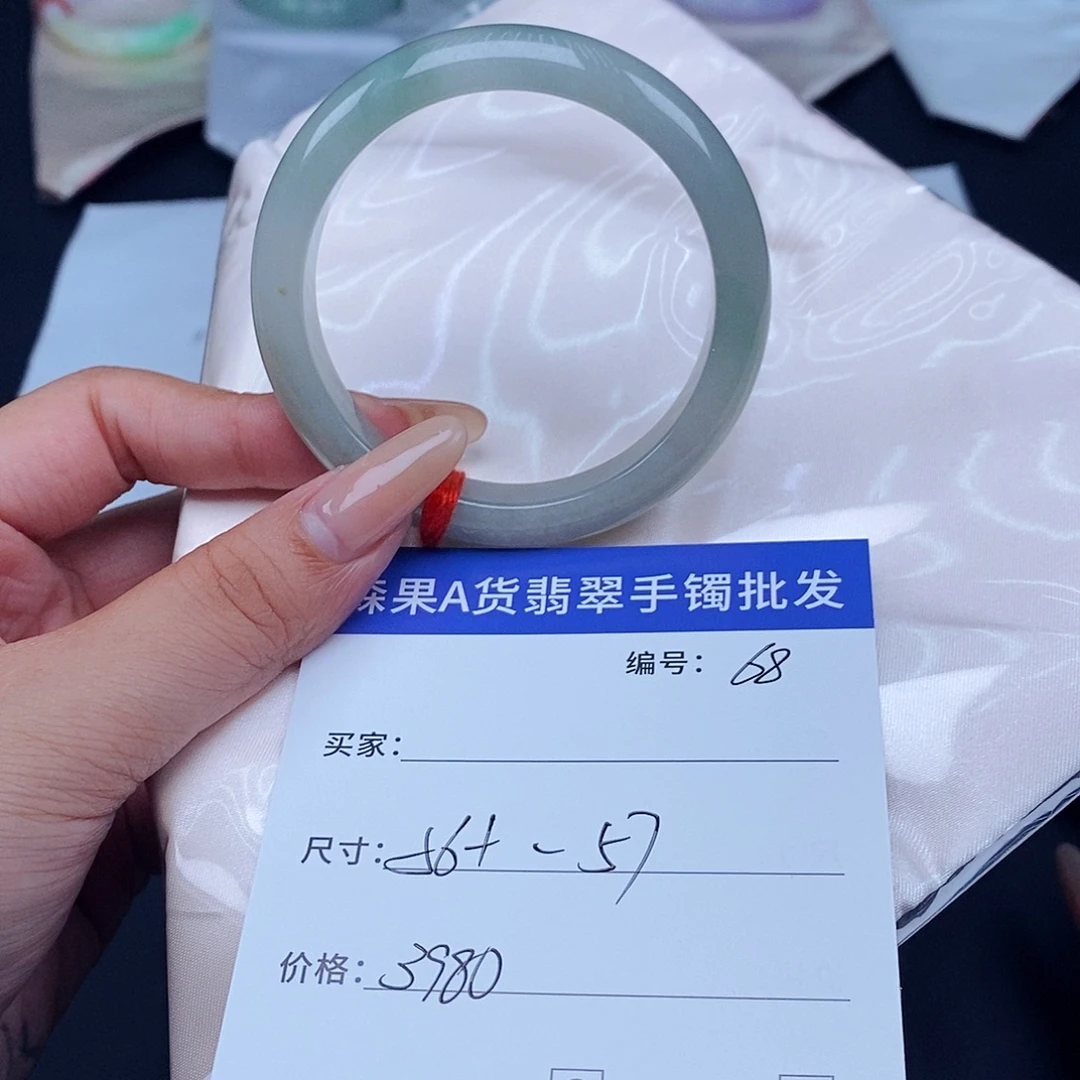 森果A货翡翠手镯批发
编号: 68
买家:
尺寸: 56+ - 57
价格: 3980